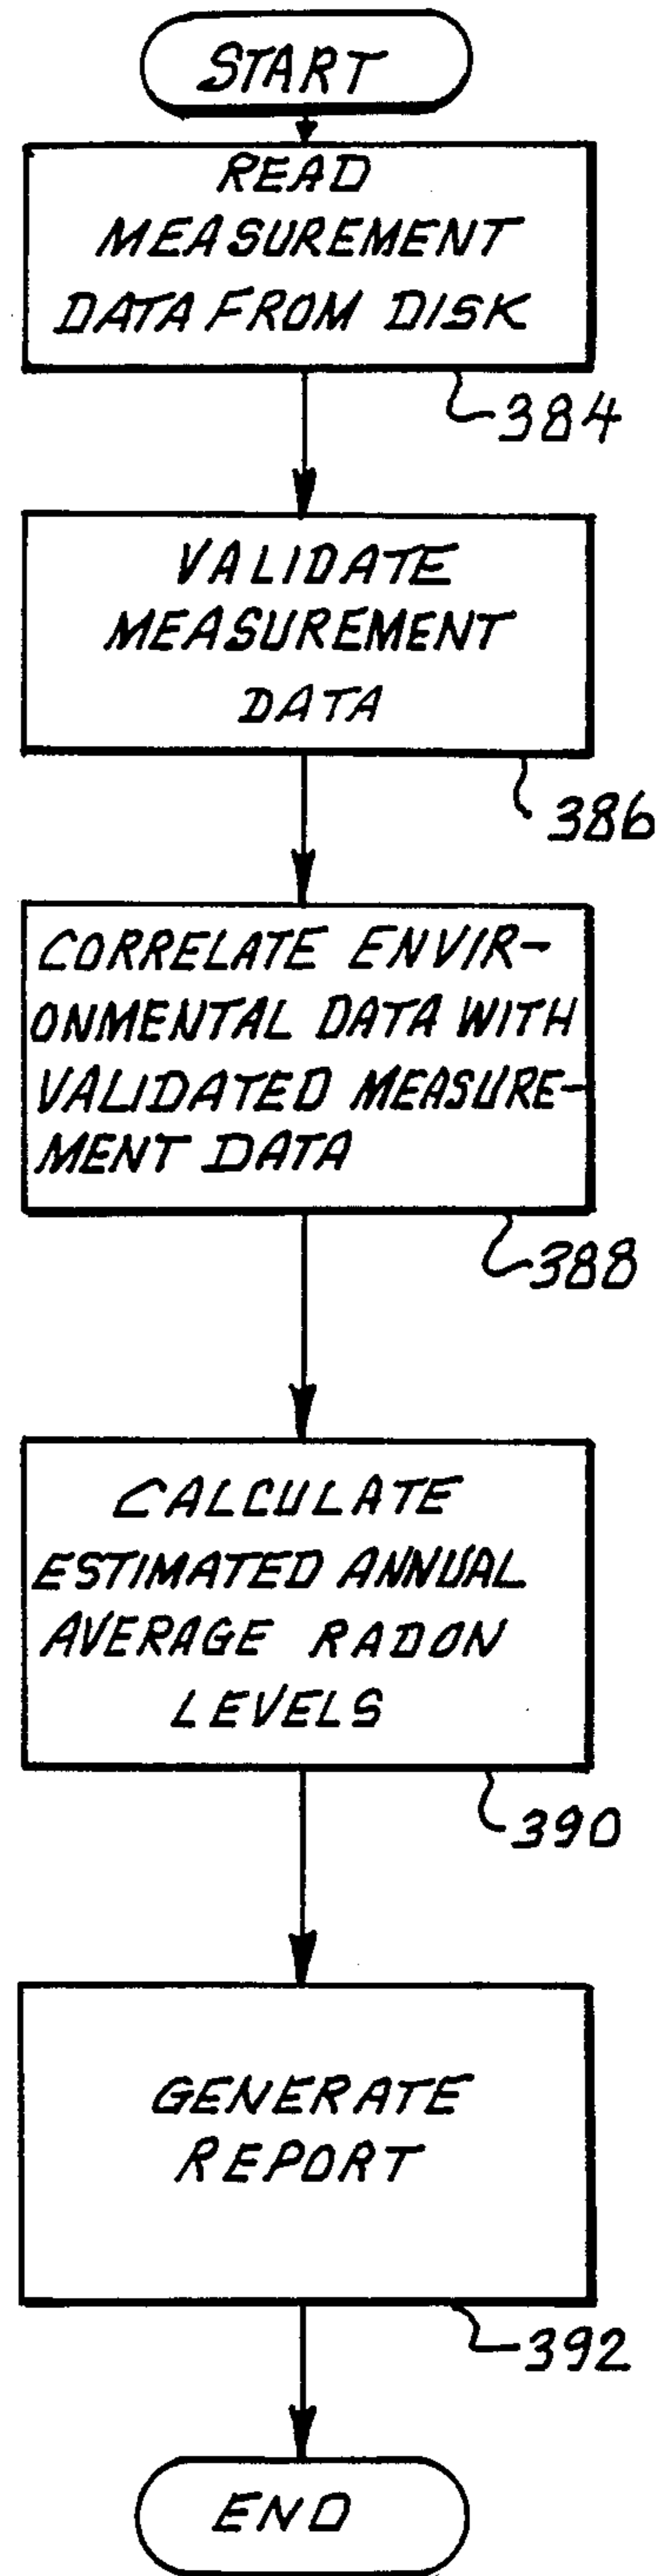 START
READ
MEASUREMENT
DATA FROM DISK
384
VALIDATE
MEASUREMENT
DATA
386
CORRELATE ENVIR-
ONMENTAL DATA WITH
VALIDATED MEASURE-
MENT DATA
388
CALCULATE
ESTIMATED ANNUAL
AVERAGE RADON
LEVELS
390
GENERATE
REPORT
392
END